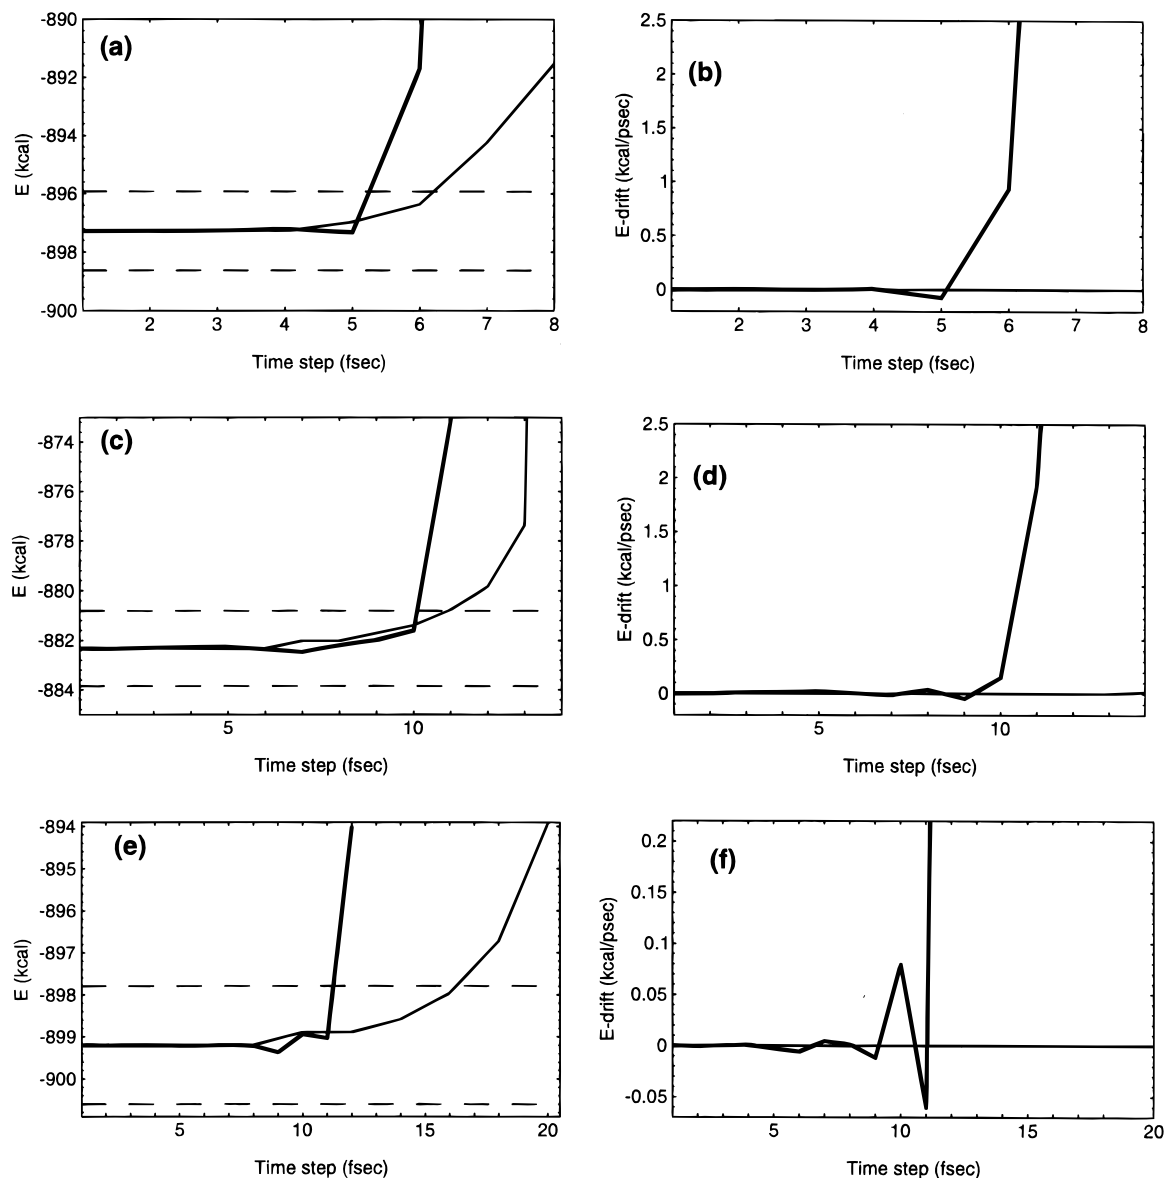 (a)
E (kcal)
-890
-892
-894
-896
-898
-900
2 3 4 5 6 7 8
Time step (fsec)
(b)
E-drift (kcal/psec)
2.5
2
1.5
1
0.5
0
2 3 4 5 6 7 8
Time step (fsec)
(c)
E (kcal)
-874
-876
-878
-880
-882
-884
5 10
Time step (fsec)
(d)
E-drift (kcal/psec)
2.5
2
1.5
1
0.5
0
5 10
Time step (fsec)
(e)
E (kcal)
-894
-895
-896
-897
-898
-899
-900
5 10 15 20
Time step (fsec)
(f)
E-drift (kcal/psec)
0.2
0.15
0.1
0.05
0
-0.05
5 10 15 20
Time step (fsec)